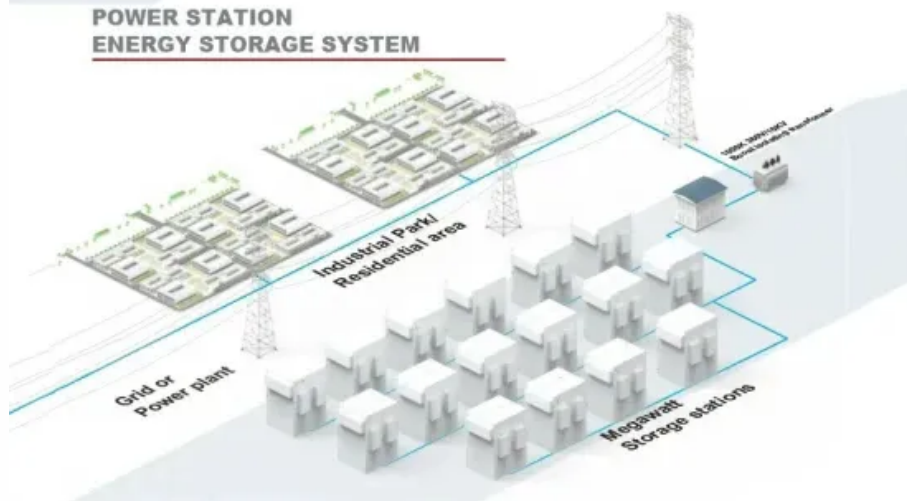 POWER STATION
ENERGY STORAGE SYSTEM
Industrial Park/
Residential area
Grid or
Power plant
Megawatt
Storage stations